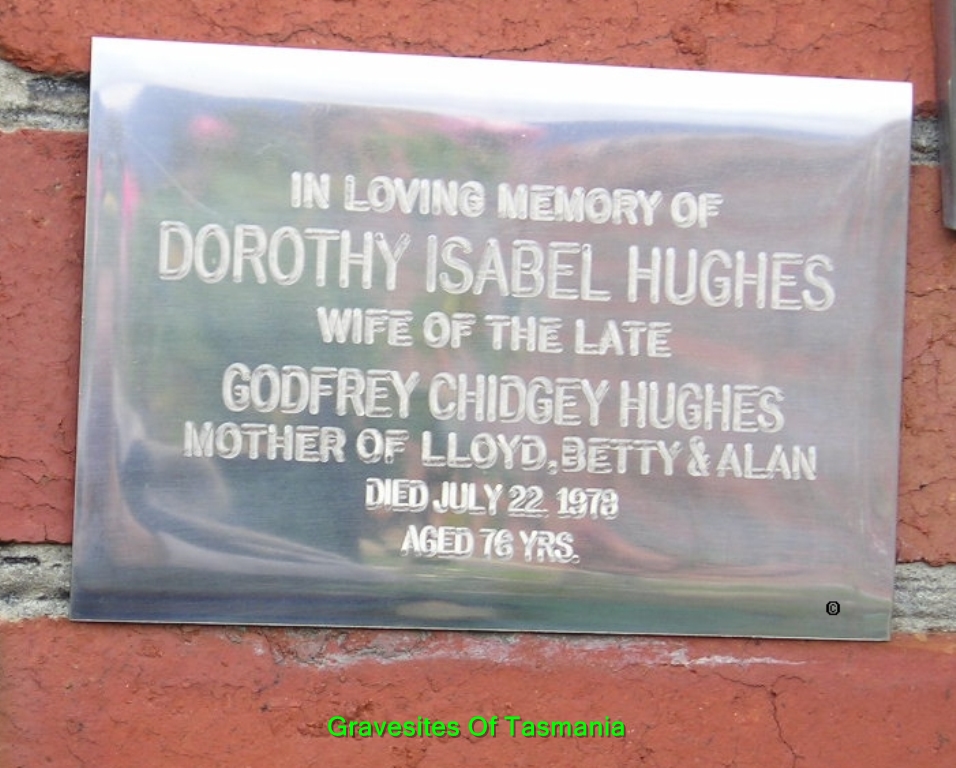 IN LOVING MEMORY OF
DOROTHY ISABEL HUGHES
WIFE OF THE LATE
GODFREY CHIDGEY HUGHES
MOTHER OF LLOYD, BETTY & ALAN
DIED JULY 22 1979
AGED 76 YRS.
©
Gravesites Of Tasmania